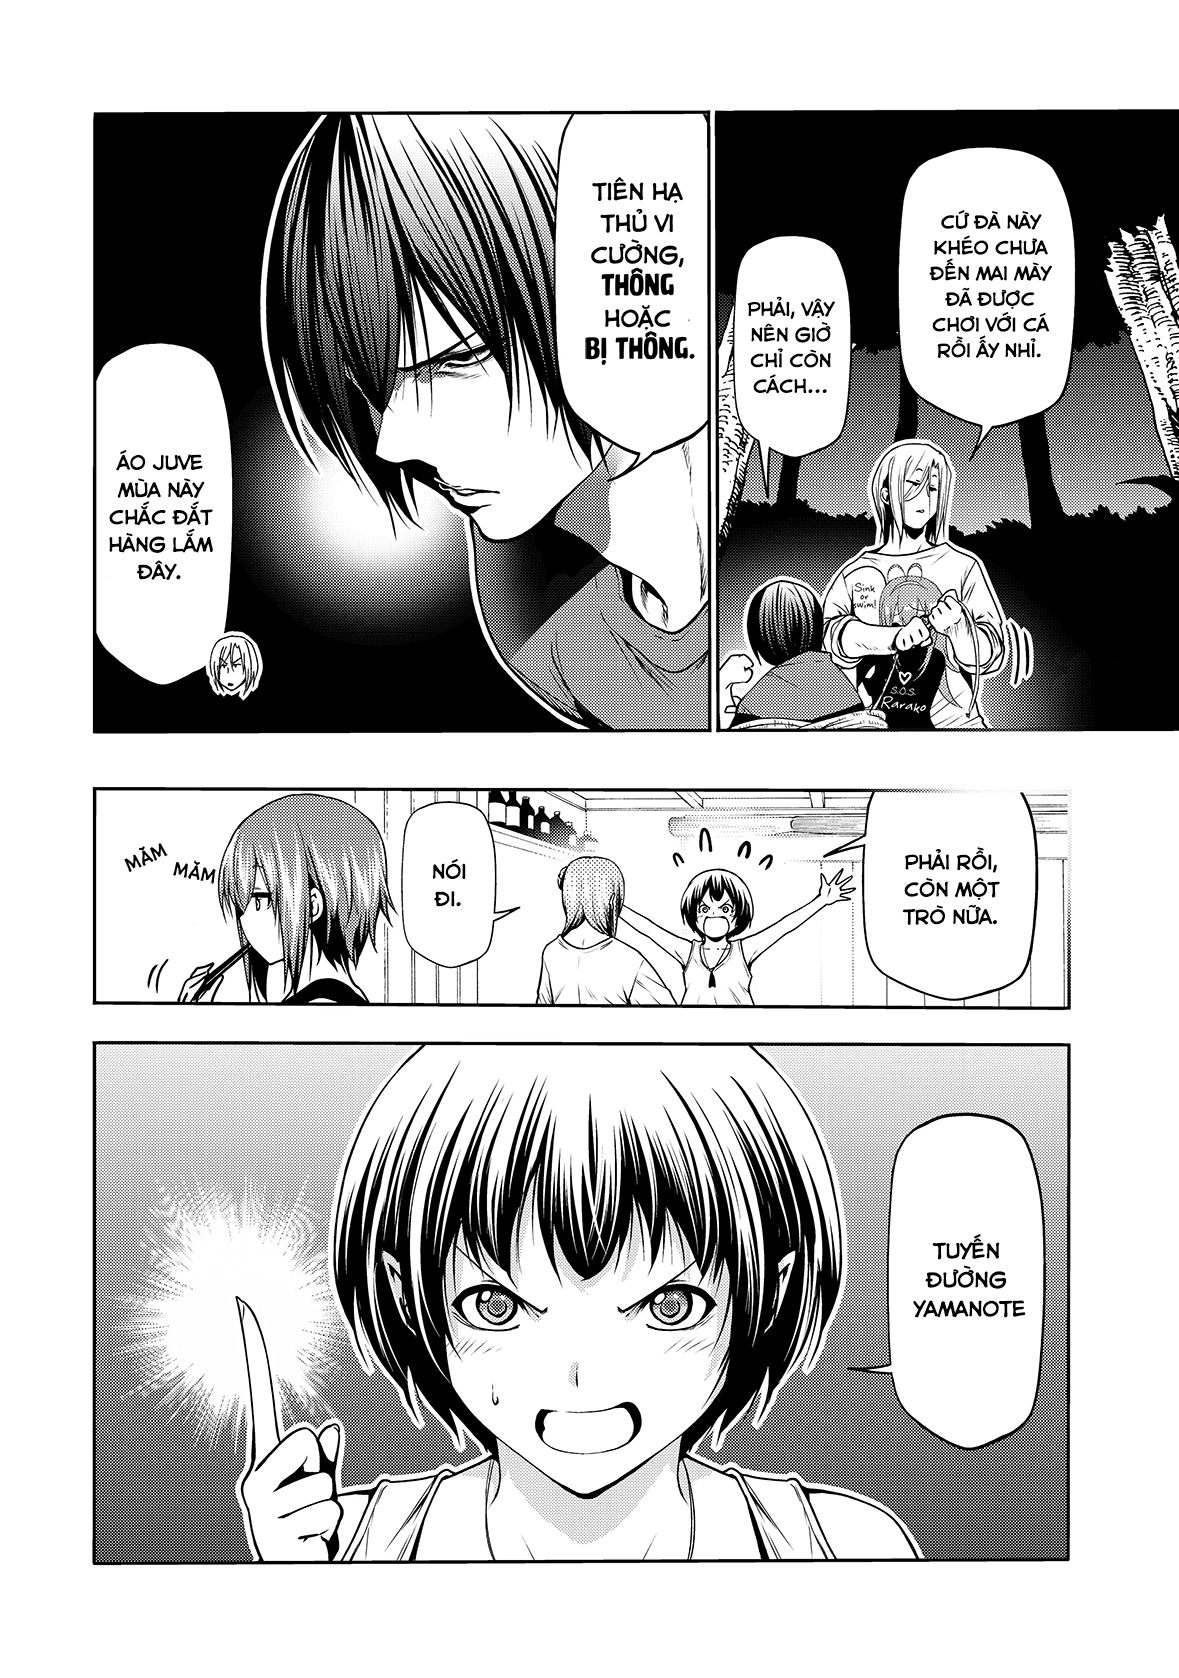 CỨ ĐÀ NÀY
KHÉO CHƯA
ĐẾN MAI MÀY
ĐÃ ĐƯỢC
CHƠI VỚI CÁ
RỒI ẤY NHỈ.
PHẢI, VẬY
NÊN GIỜ
CHỈ CÒN
CÁCH...
Sink
or
swim!
S.O.S.
Rarako
TIÊN HẠ
THỦ VI
CƯỜNG,
THÔNG
HOẶC
BỊ THÔNG.
ÁO JUVE
MÙA NÀY
CHẮC ĐẮT
HÀNG LẮM
ĐÂY.
PHẢI RỒI,
CÒN MỘT
TRÒ NỮA.
NÓI
ĐI.
MĂM
MĂM
TUYẾN
ĐƯỜNG
YAMANOTE